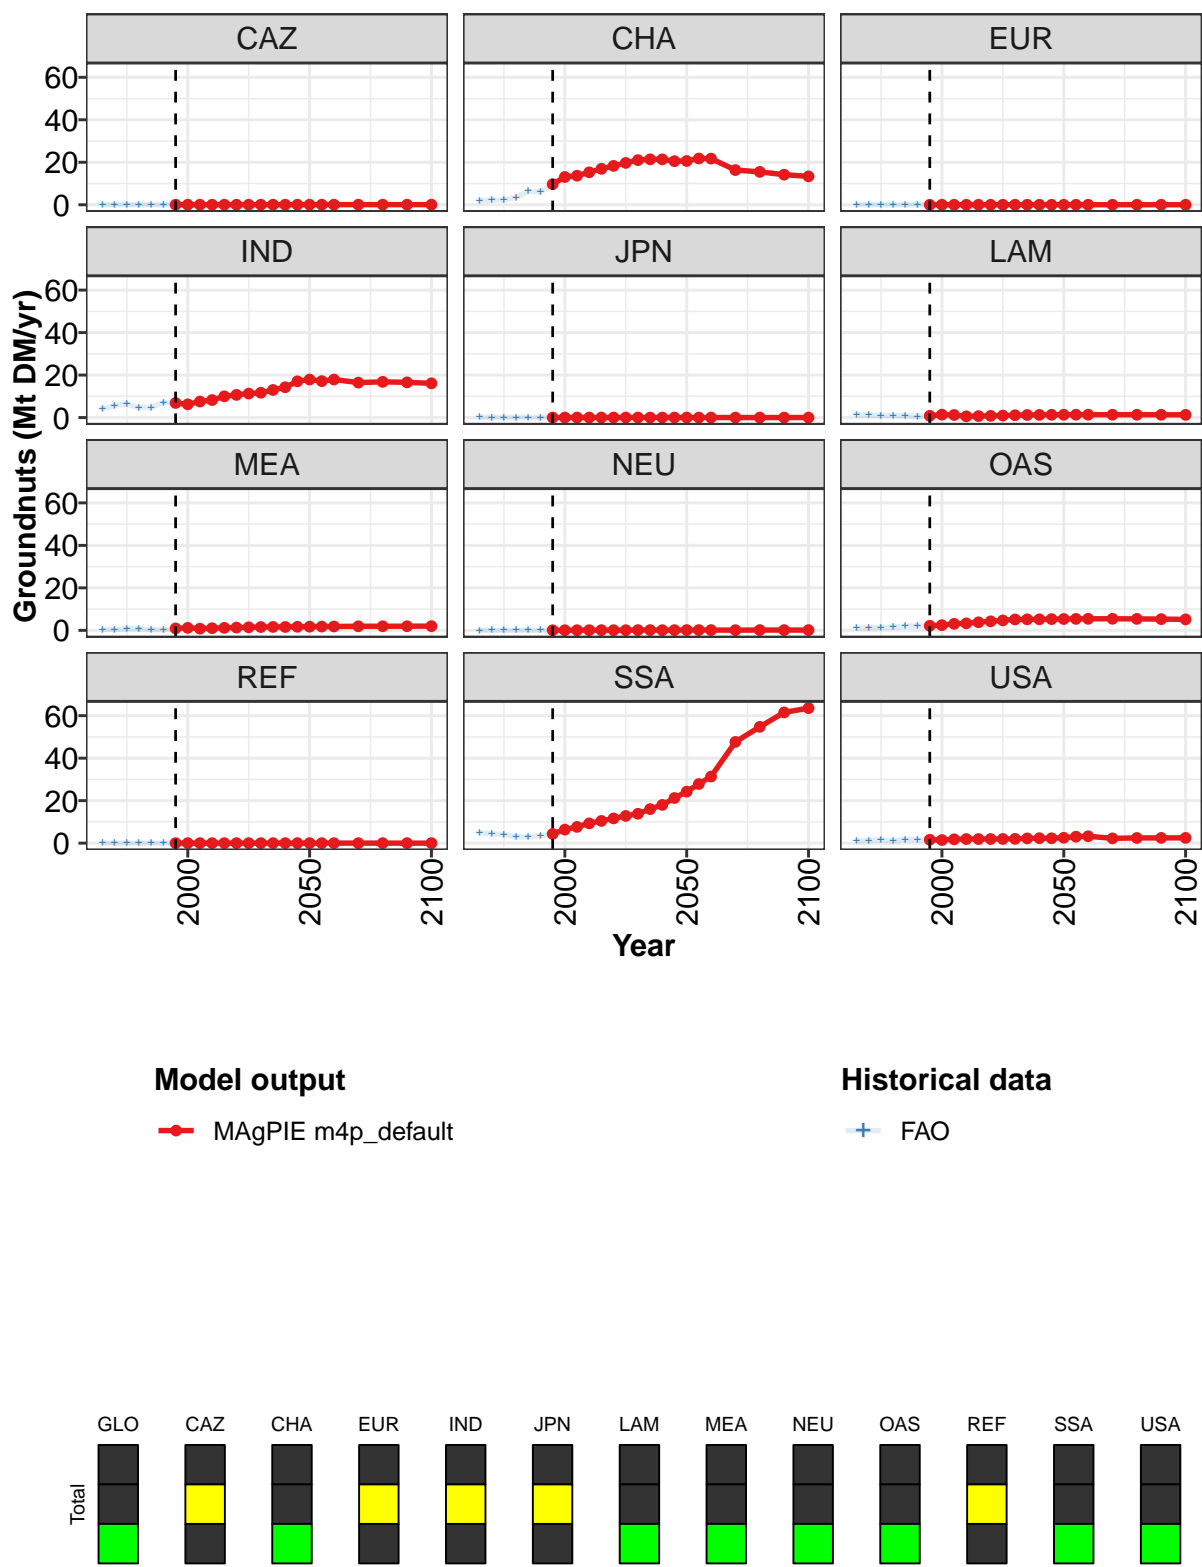 CAZ CHA EUR
60
40
20
0
IND JPN LAM
60
40
20
0
MEA NEU OAS
60
40
20
0
REF SSA USA
60
40
20
0
Groundnuts (Mt DM/yr)
2000 2050 2100 2000 2050 2100 2000 2050 2100
Year
Model output
MAgPIE m4p_default
Historical data
FAO
GLO CAZ CHA EUR IND JPN LAM MEA NEU OAS REF SSA USA
Total